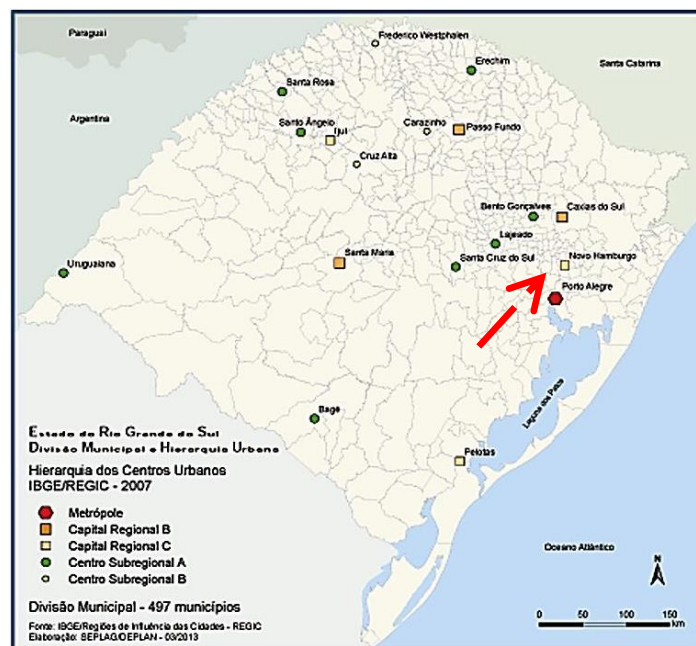 Paraguai
Frederico Westphalen
Erechim
Santa Catarina
Santa Rosa
Argentina
Santo Ângelo
Ijuí
Carazinho
Passo Fundo
Cruz Alta
Bento Gonçalves
Caxias do Sul
Lajeado
Santa Maria
Santa Cruz do Sul
Novo Hamburgo
Uruguaiana
Porto Alegre
Laguna dos Patos
Bagé
Pelotas
Estado do Rio Grande do Sul
Divisão Municipal e Hierarquia Urbana
Hierarquia dos Centros Urbanos
IBGE/REGIC - 2007
Metrópole
Capital Regional B
Capital Regional C
Centro Subregional A
Centro Subregional B
Oceano Atlântico
N
Divisão Municipal - 497 municípios
Fonte: IBGE/Regiões de Influência das Cidades - REGIC
Elaboração: SEPLAG/DEPLAN - 03/2013
0 50 100 150
km